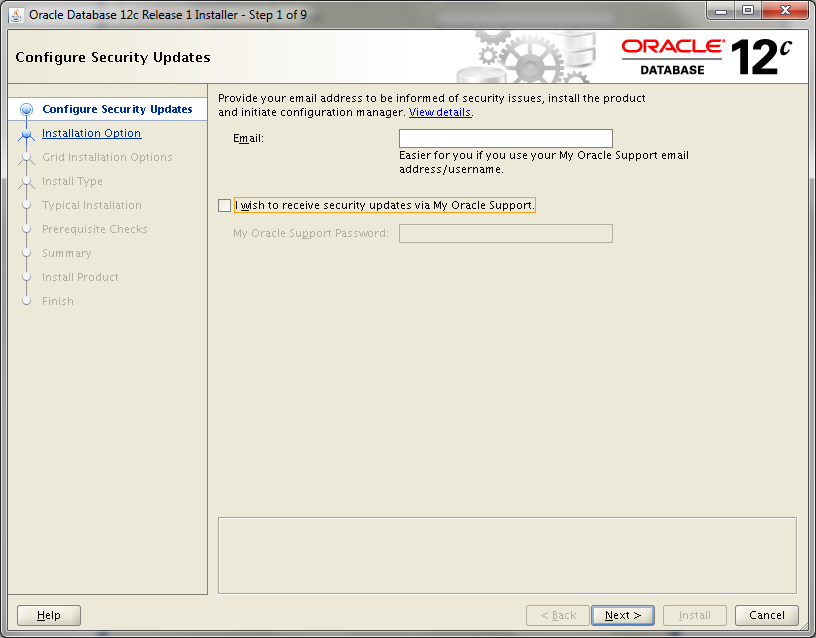 Oracle Database 12c Release 1 Installer - Step 1 of 9
Configure Security Updates
ORACLE®
DATABASE
12c
Configure Security Updates
Installation Option
Grid Installation Options
Install Type
Typical Installation
Prerequisite Checks
Summary
Install Product
Finish
Provide your email address to be informed of security issues, install the product
and initiate configuration manager. View details.
Email:
Easier for you if you use your My Oracle Support email
address/username.
I wish to receive security updates via My Oracle Support.
My Oracle Support Password:
Help
< Back
Next >
Install
Cancel